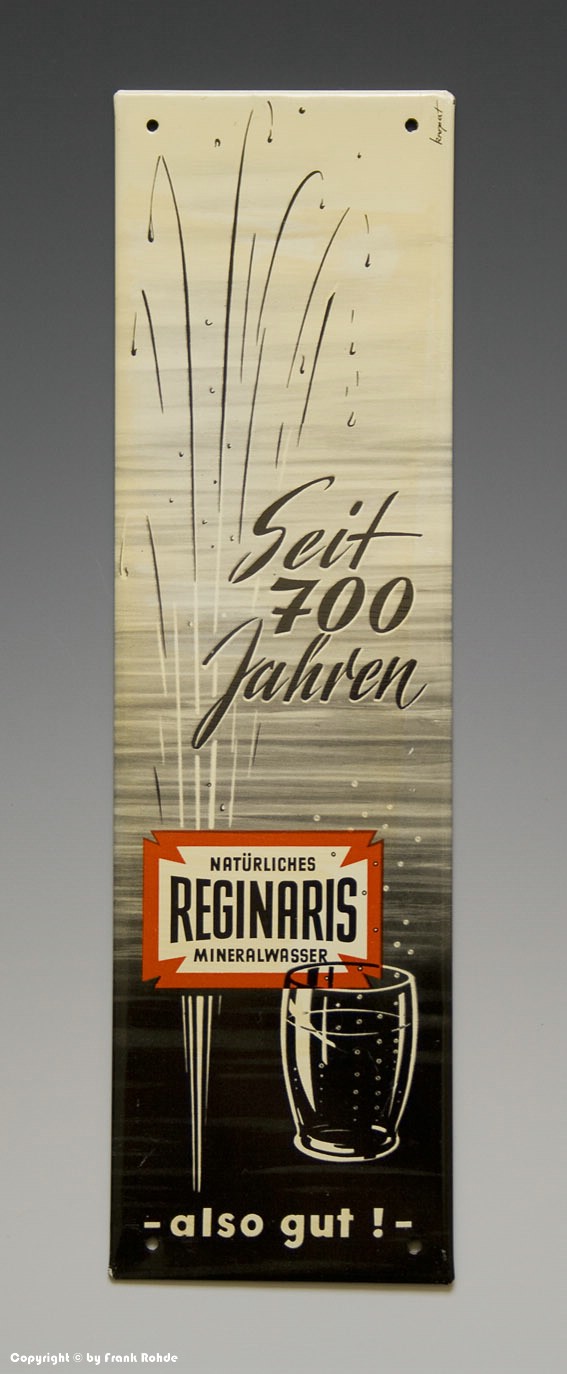 Seit
700
Jahren
NATÜRLICHES
REGINARIS
MINERALWASSER
- also gut ! -
Copyright © by Frank Rohde